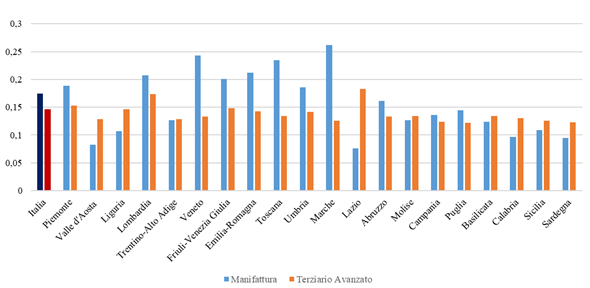 0,3
0,25
0,2
0,15
0,1
0,05
0
Italia
Piemonte
Valle d'Aosta
Liguria
Lombardia
Trentino-Alto Adige
Veneto
Friuli-Venezia Giulia
Emilia-Romagna
Toscana
Umbria
Marche
Lazio
Abruzzo
Molise
Campania
Puglia
Basilicata
Calabria
Sicilia
Sardegna
Manifattura Terziario Avanzato